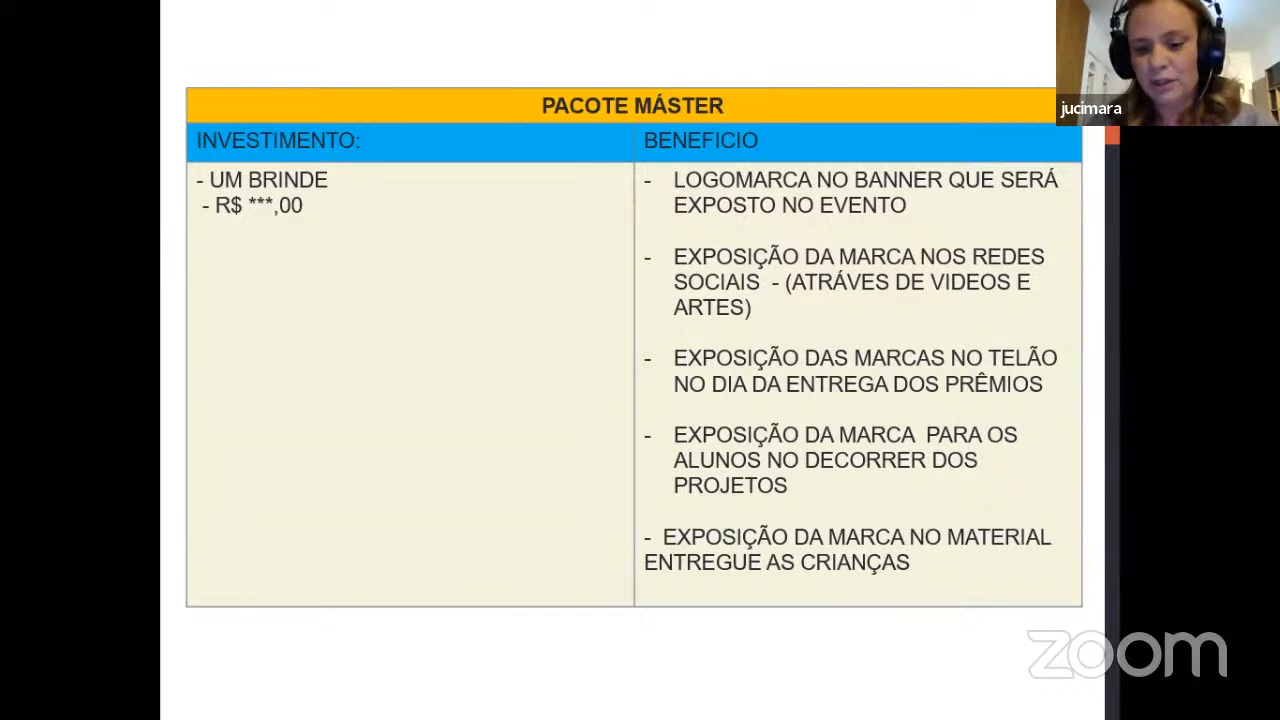 PACOTE MÁSTER
INVESTIMENTO:
BENEFICIO
- UM BRINDE
- R$ ***,00
- LOGOMARCA NO BANNER QUE SERÁ
EXPOSTO NO EVENTO
- EXPOSIÇÃO DA MARCA NOS REDES
SOCIAIS - (ATRÁVES DE VIDEOS E
ARTES)
- EXPOSIÇÃO DAS MARCAS NO TELÃO
NO DIA DA ENTREGA DOS PRÊMIOS
- EXPOSIÇÃO DA MARCA PARA OS
ALUNOS NO DECORRER DOS
PROJETOS
- EXPOSIÇÃO DA MARCA NO MATERIAL
ENTREGUE AS CRIANÇAS
jucimara
zoom